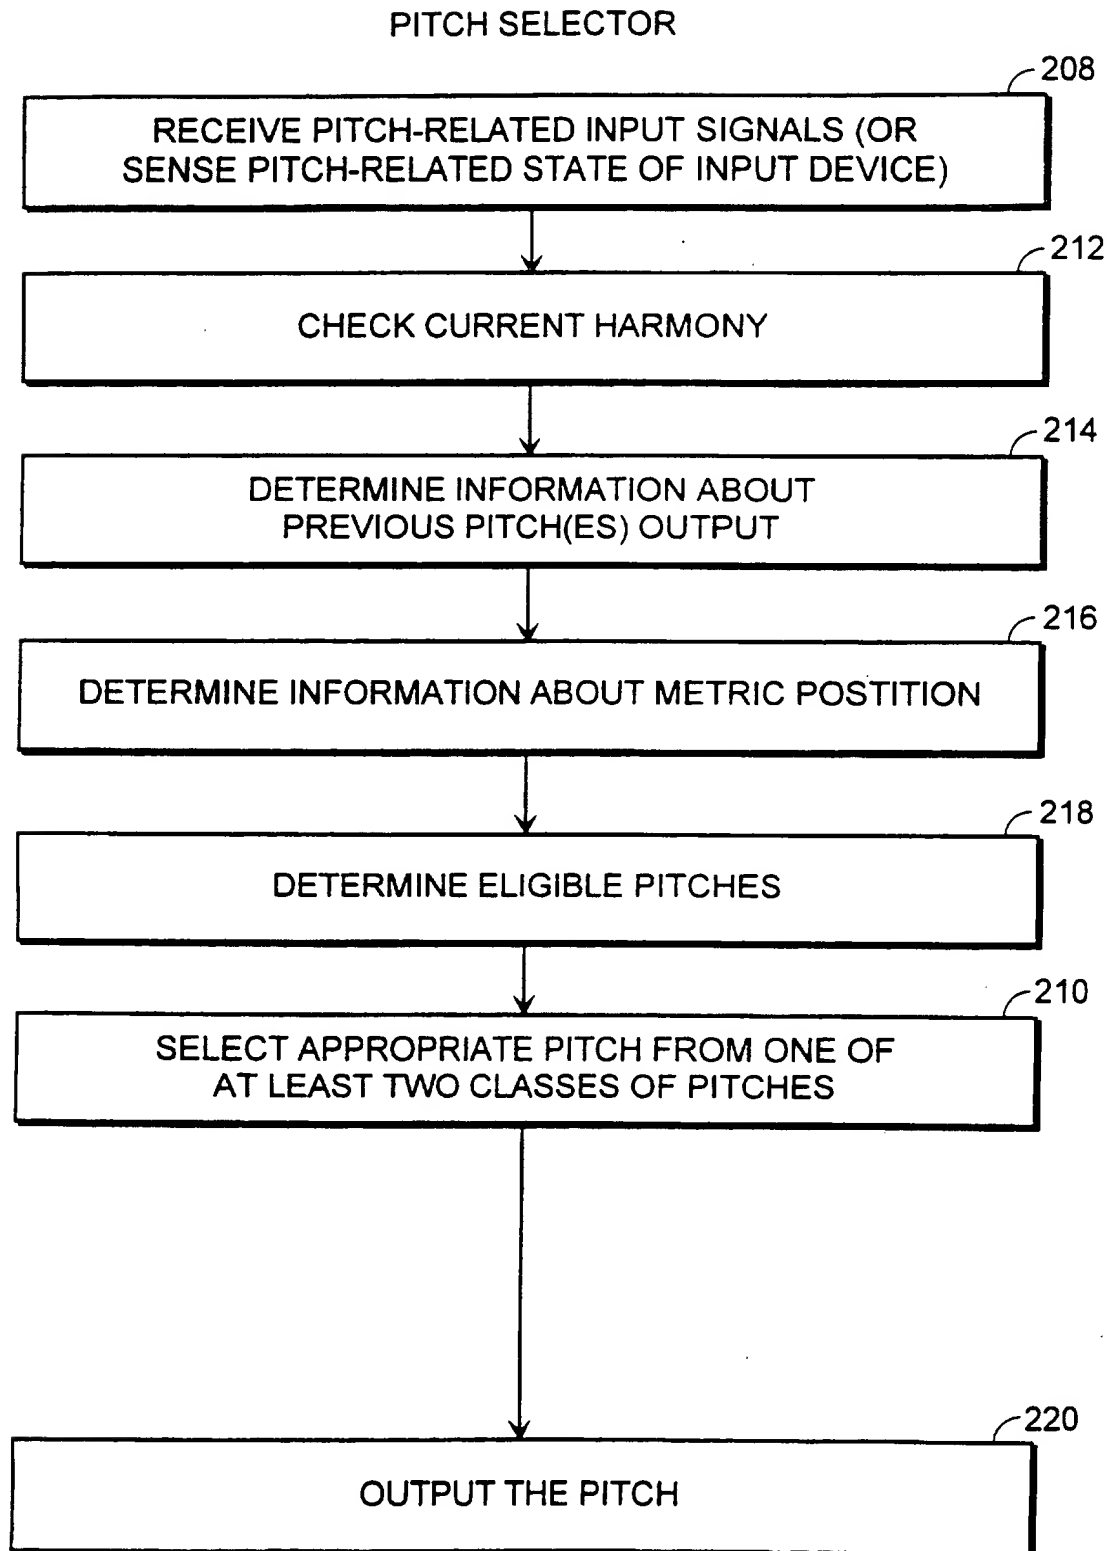 PITCH SELECTOR
208
RECEIVE PITCH-RELATED INPUT SIGNALS (OR
SENSE PITCH-RELATED STATE OF INPUT DEVICE)
212
CHECK CURRENT HARMONY
214
DETERMINE INFORMATION ABOUT
PREVIOUS PITCH(ES) OUTPUT
216
DETERMINE INFORMATION ABOUT METRIC POSTITION
218
DETERMINE ELIGIBLE PITCHES
210
SELECT APPROPRIATE PITCH FROM ONE OF
AT LEAST TWO CLASSES OF PITCHES
220
OUTPUT THE PITCH